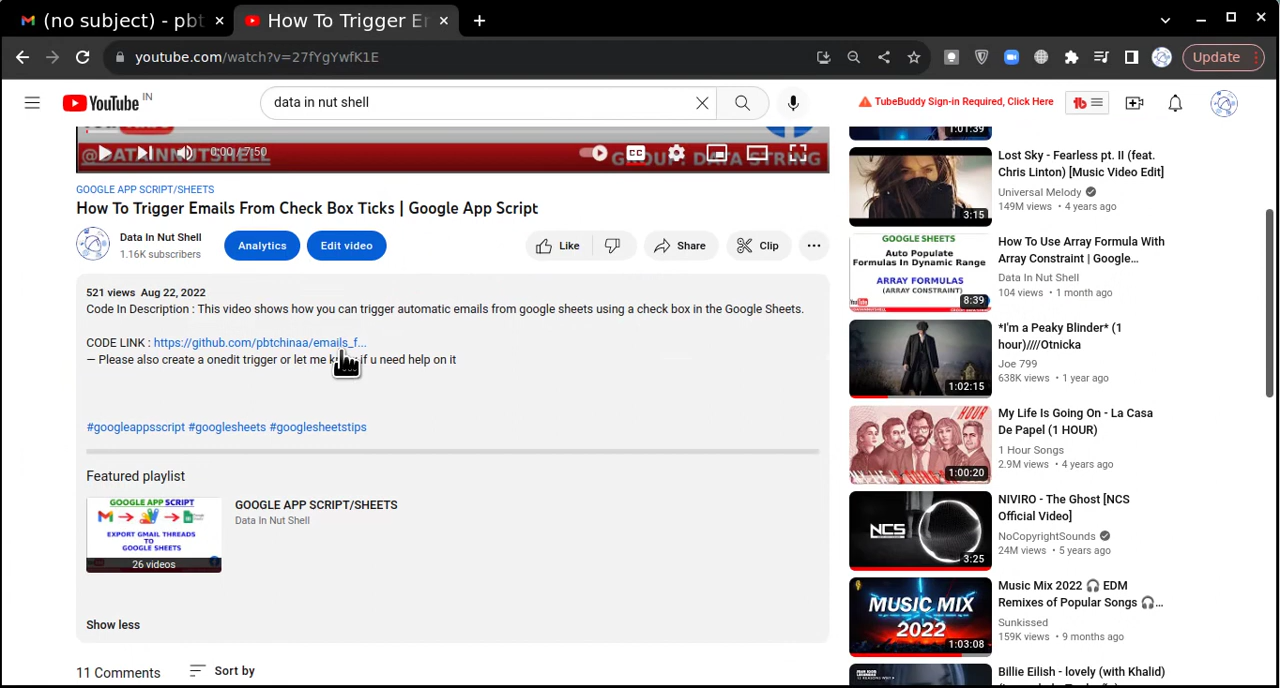 (no subject) - pbt
How To Trigger Er
youtube.com/watch?v=27fYgYwfK1E
Update
YouTube IN
data in nut shell
TubeBuddy Sign-in Required, Click Here
0:00 / 7:50
@DATAINNUTSHELL
GROUP: DATA STRING
GOOGLE APP SCRIPT/SHEETS
How To Trigger Emails From Check Box Ticks | Google App Script
Data In Nut Shell
1.16K subscribers
Analytics
Edit video
Like
Share
Clip
521 views Aug 22, 2022
Code In Description : This video shows how you can trigger automatic emails from google sheets using a check box in the Google Sheets.
CODE LINK : https://github.com/pbtchinaa/emails_f...
— Please also create a onedit trigger or let me if u need help on it
#googleappsscript #googlesheets #googlesheetstips
Featured playlist
GOOGLE APP SCRIPT
EXPORT GMAIL THREADS
TO
GOOGLE SHEETS
26 videos
GOOGLE APP SCRIPT/SHEETS
Data In Nut Shell
Show less
11 Comments
Sort by
1:01:39
Lost Sky - Fearless pt. II (feat.
Chris Linton) [Music Video Edit]
Universal Melody
149M views • 4 years ago
3:15
GOOGLE SHEETS
Auto Populate
Formulas In Dynamic Range
ARRAY FORMULAS
(ARRAY CONSTRAINT)
8:39
How To Use Array Formula With
Array Constraint | Google...
Data In Nut Shell
104 views • 1 month ago
*I'm a Peaky Blinder* (1
hour)////Otnicka
Joe 799
638K views • 1 year ago
1:02:15
HOUR
My Life Is Going On - La Casa
De Papel (1 HOUR)
1 Hour Songs
2.9M views • 4 years ago
1:00:20
NCS
NIVIRO - The Ghost [NCS
Official Video]
NoCopyrightSounds
24M views • 5 years ago
3:25
MUSIC MIX
2022
Music Mix 2022 🎧 EDM
Remixes of Popular Songs 🎧...
Sunkissed
159K views • 9 months ago
1:03:08
Billie Eilish - lovely (with Khalid)